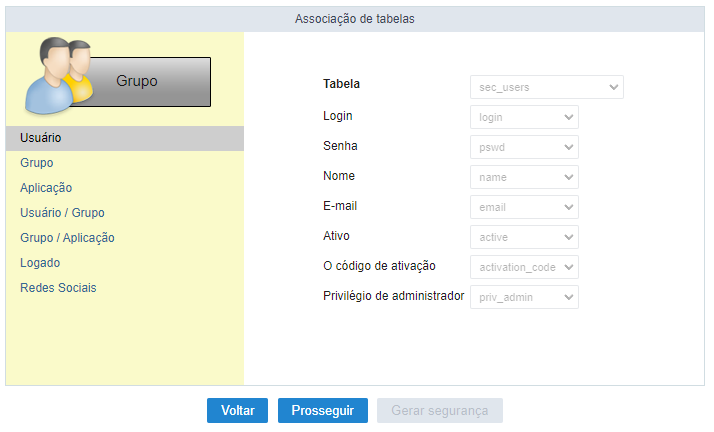 Associação de tabelas
Grupo
Usuário
Grupo
Aplicação
Usuário / Grupo
Grupo / Aplicação
Logado
Redes Sociais
Tabela sec_users
Login login
Senha pswd
Nome name
E-mail email
Ativo active
O código de ativação activation_code
Privilégio de administrador priv_admin
Voltar Prosseguir Gerar segurança